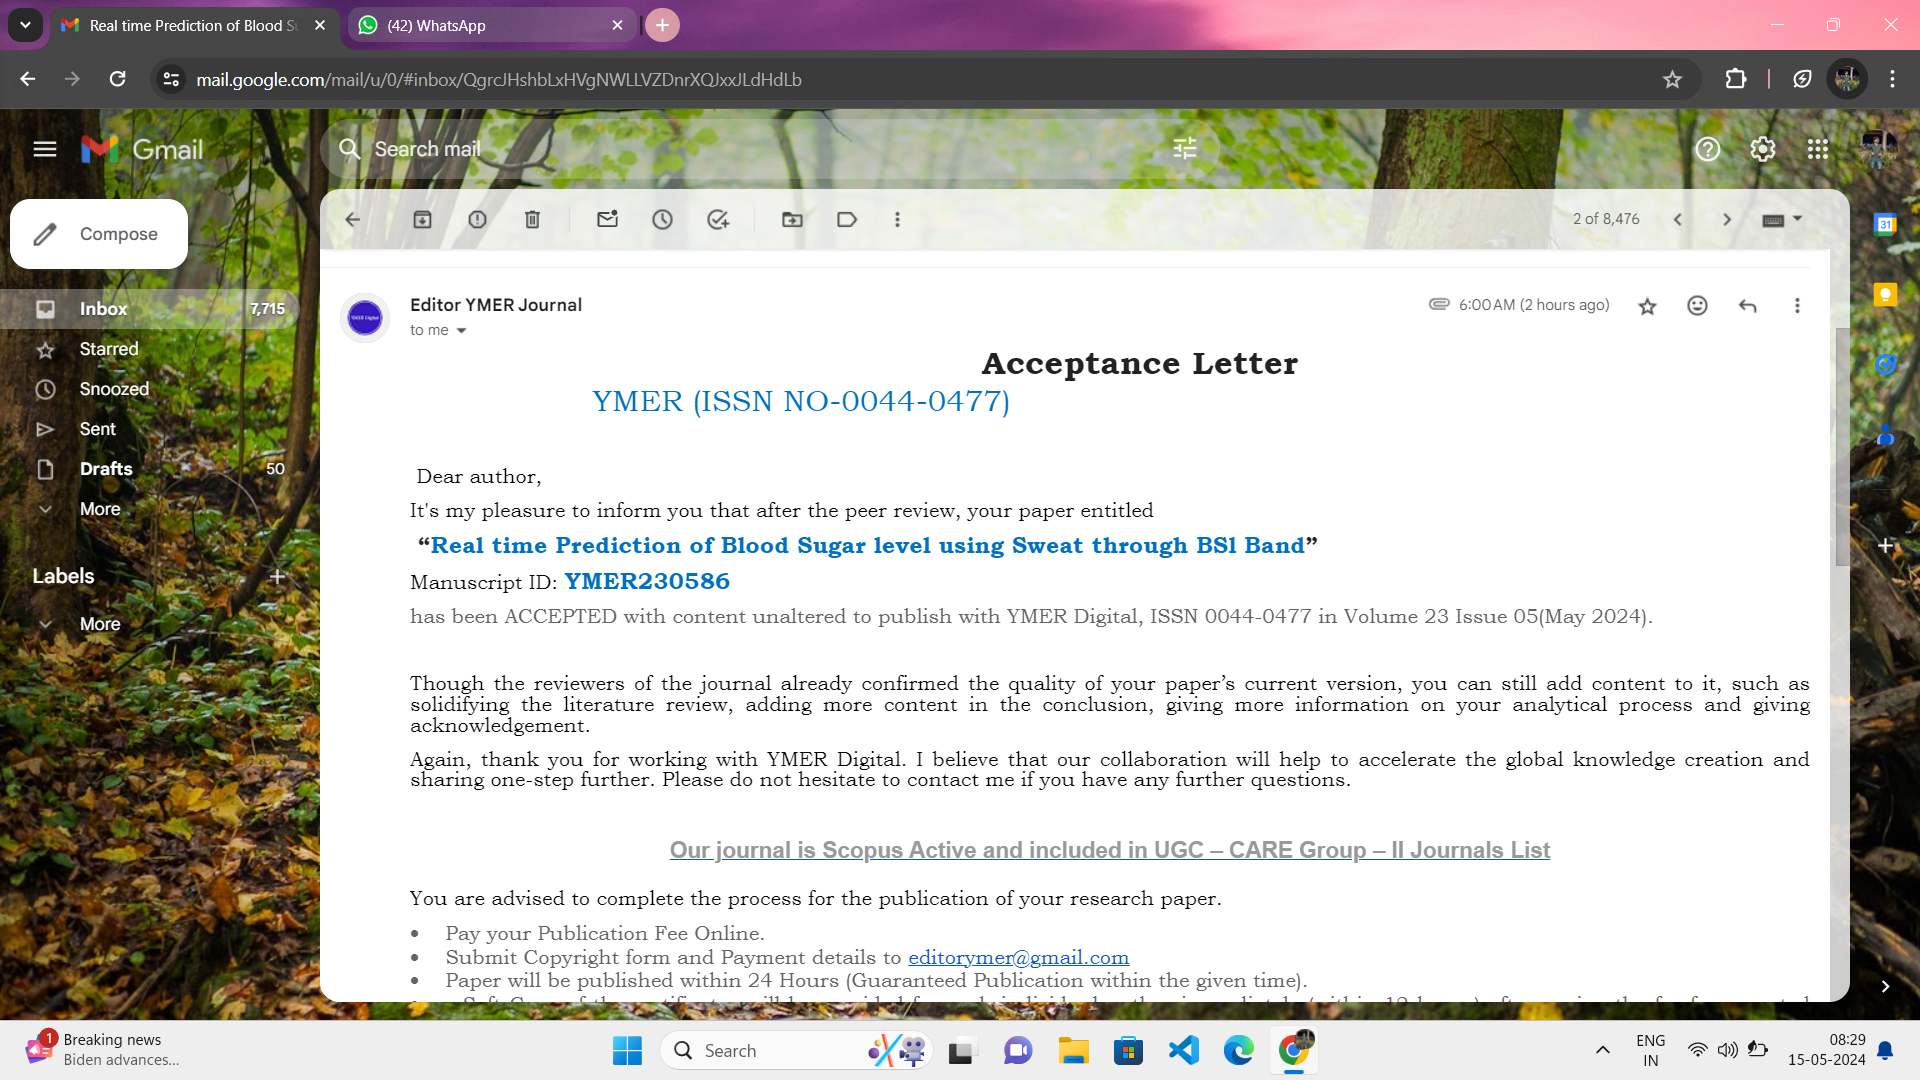 Real time Prediction of Blood Su
(42) WhatsApp
mail.google.com/mail/u/0/#inbox/QgrcJHshbLxHVgNWLLVZDnrXQJxxJLdHdLb
Gmail
Search mail
Compose
2 of 8,476
Inbox 7,715
Starred
Snoozed
Sent
Drafts 50
More
Labels
More
Editor YMER Journal
6:00 AM (2 hours ago)
to me
Acceptance Letter
YMER (ISSN NO-0044-0477)
Dear author,
It's my pleasure to inform you that after the peer review, your paper entitled
“Real time Prediction of Blood Sugar level using Sweat through BSl Band”
Manuscript ID: YMER230586
has been ACCEPTED with content unaltered to publish with YMER Digital, ISSN 0044-0477 in Volume 23 Issue 05(May 2024).
Though the reviewers of the journal already confirmed the quality of your paper’s current version, you can still add content to it, such as
solidifying the literature review, adding more content in the conclusion, giving more information on your analytical process and giving
acknowledgement.
Again, thank you for working with YMER Digital. I believe that our collaboration will help to accelerate the global knowledge creation and
sharing one-step further. Please do not hesitate to contact me if you have any further questions.
Our journal is Scopus Active and included in UGC – CARE Group – II Journals List
You are advised to complete the process for the publication of your research paper.
• Pay your Publication Fee Online.
• Submit Copyright form and Payment details to editorymer@gmail.com
• Paper will be published within 24 Hours (Guaranteed Publication within the given time).
1
Breaking news
Biden advances...
Search
ENG
IN
08:29
15-05-2024